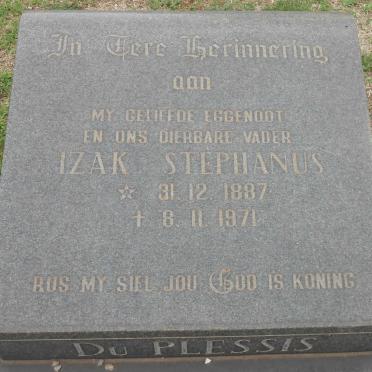 In Tere Herinnering
aan
MY GELIEFDE EGGENOOT
EN ONS DIERBARE VADER
IZAK STEPHANUS
☆ 31.12.1887
✝ 8.11.1971
RUS MY SIEL JOU GOD IS KONING
DU PLESSIS